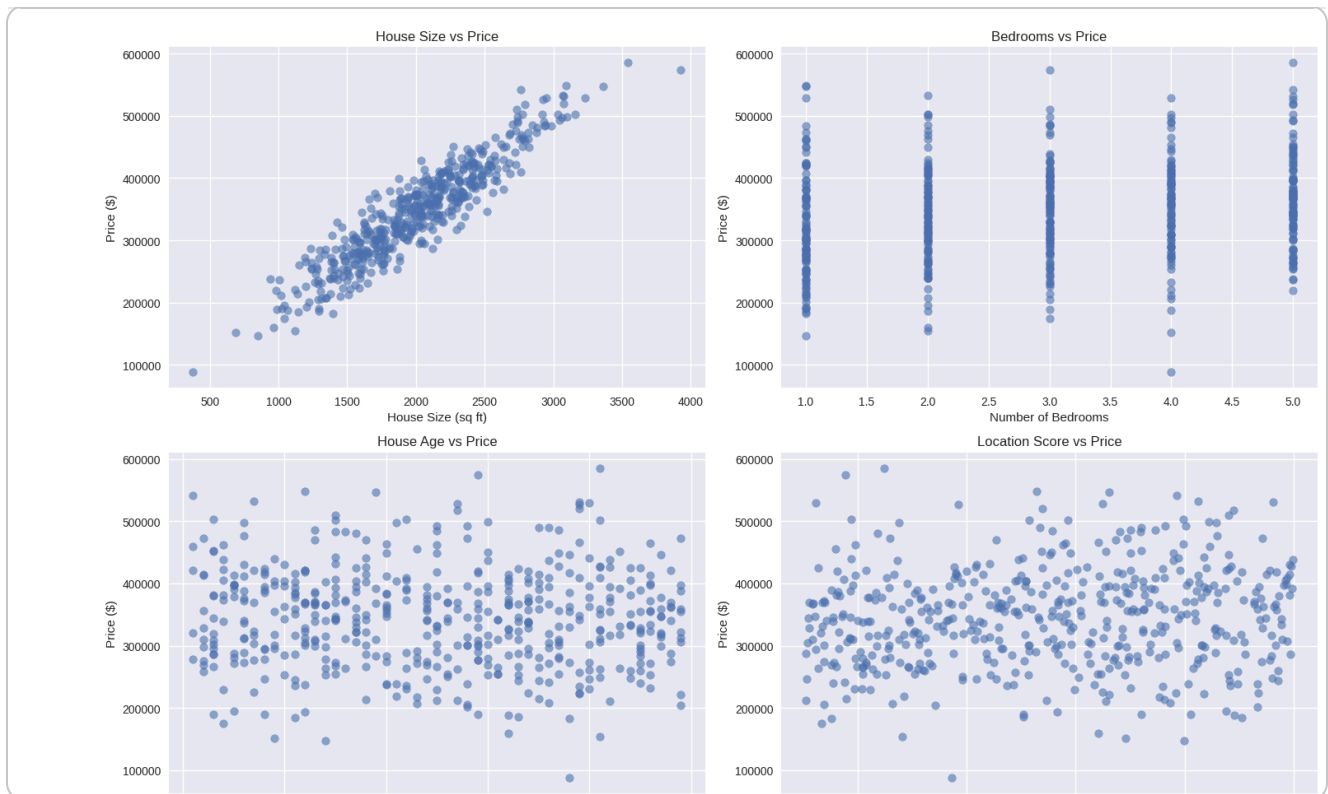 House Size vs Price
600000
500000
400000
300000
200000
100000
Price ($)
500 1000 1500 2000 2500 3000 3500 4000
House Size (sq ft)
Bedrooms vs Price
600000
500000
400000
300000
200000
100000
Price ($)
1.0 1.5 2.0 2.5 3.0 3.5 4.0 4.5 5.0
Number of Bedrooms
House Age vs Price
600000
500000
400000
300000
200000
100000
Price ($)
Location Score vs Price
600000
500000
400000
300000
200000
100000
Price ($)